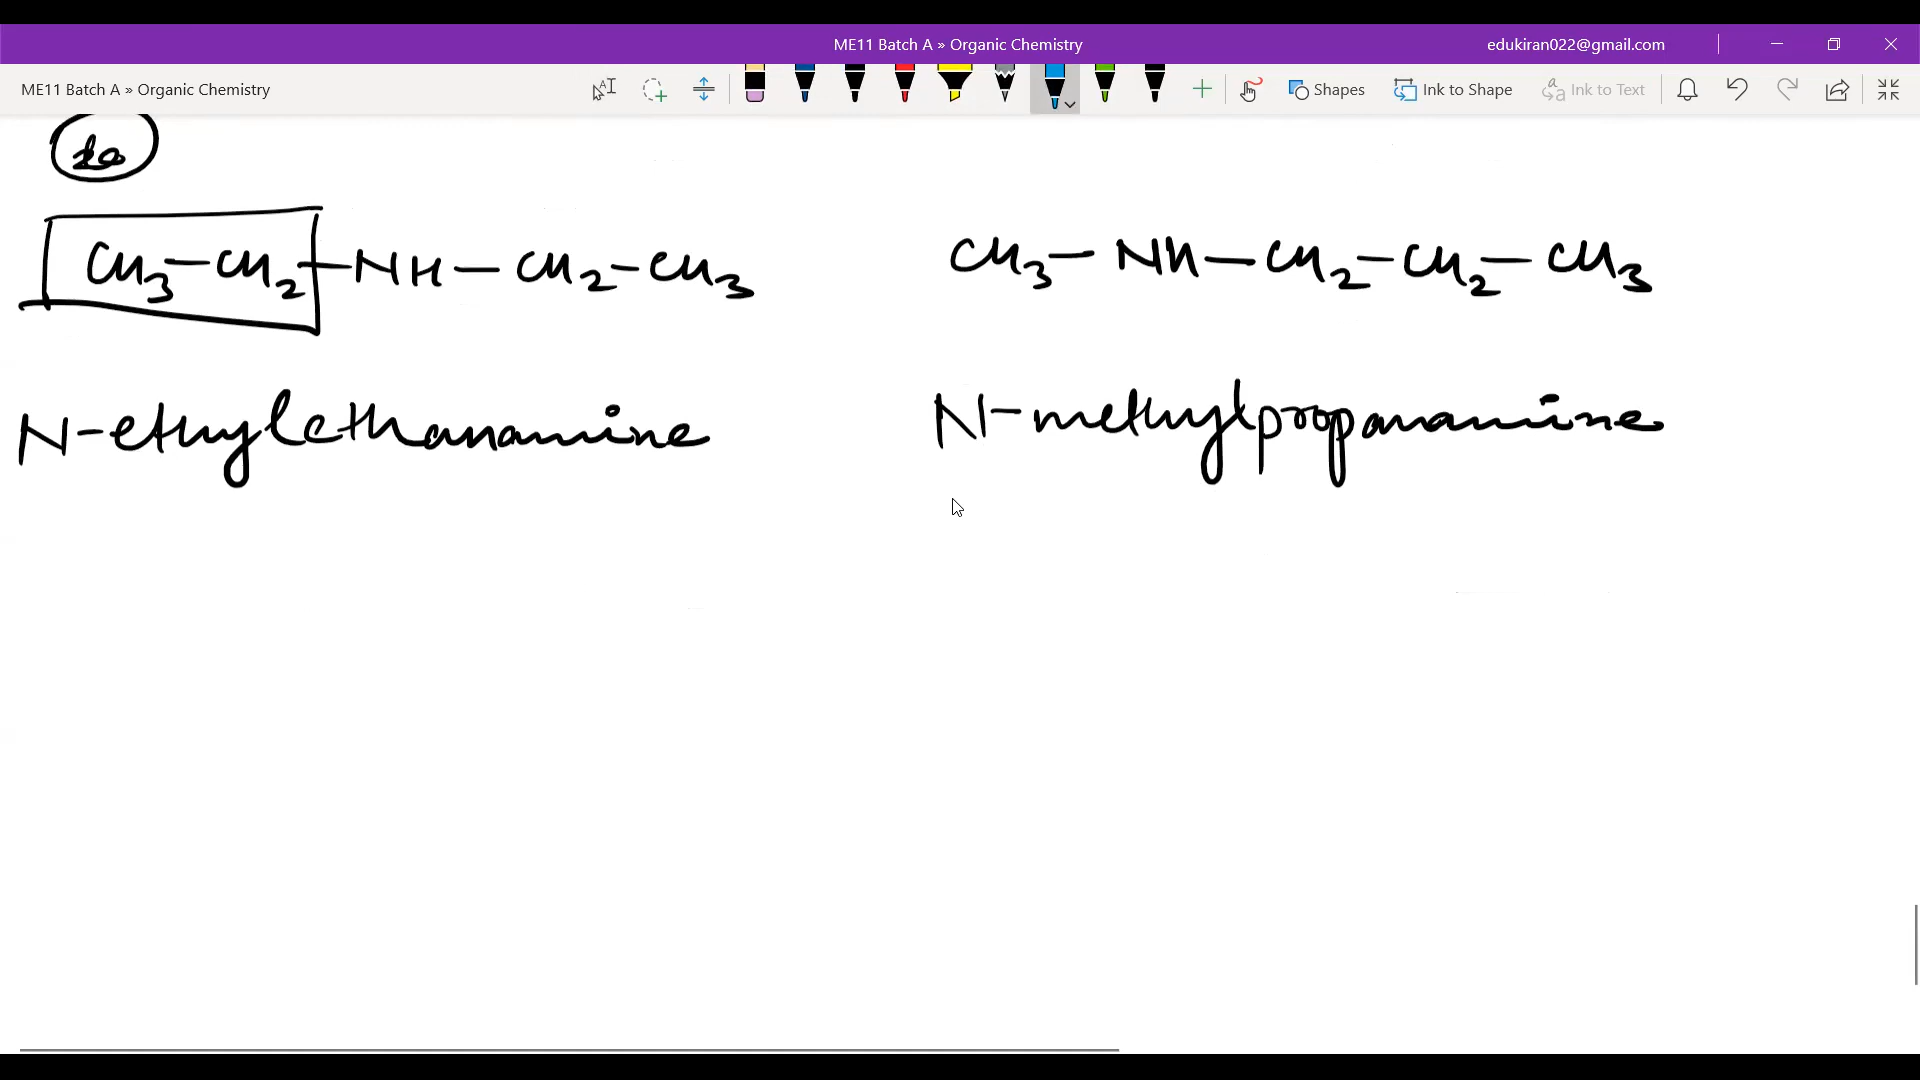 ME11 Batch A » Organic Chemistry
edukiran022@gmail.com
ME11 Batch A » Organic Chemistry
Shapes
Ink to Shape
Ink to Text
CH3-CH2-NH-CH2-CH3
CH3-NH-CH2-CH2-CH3
N-ethylethanamine
N-methylpropanamine